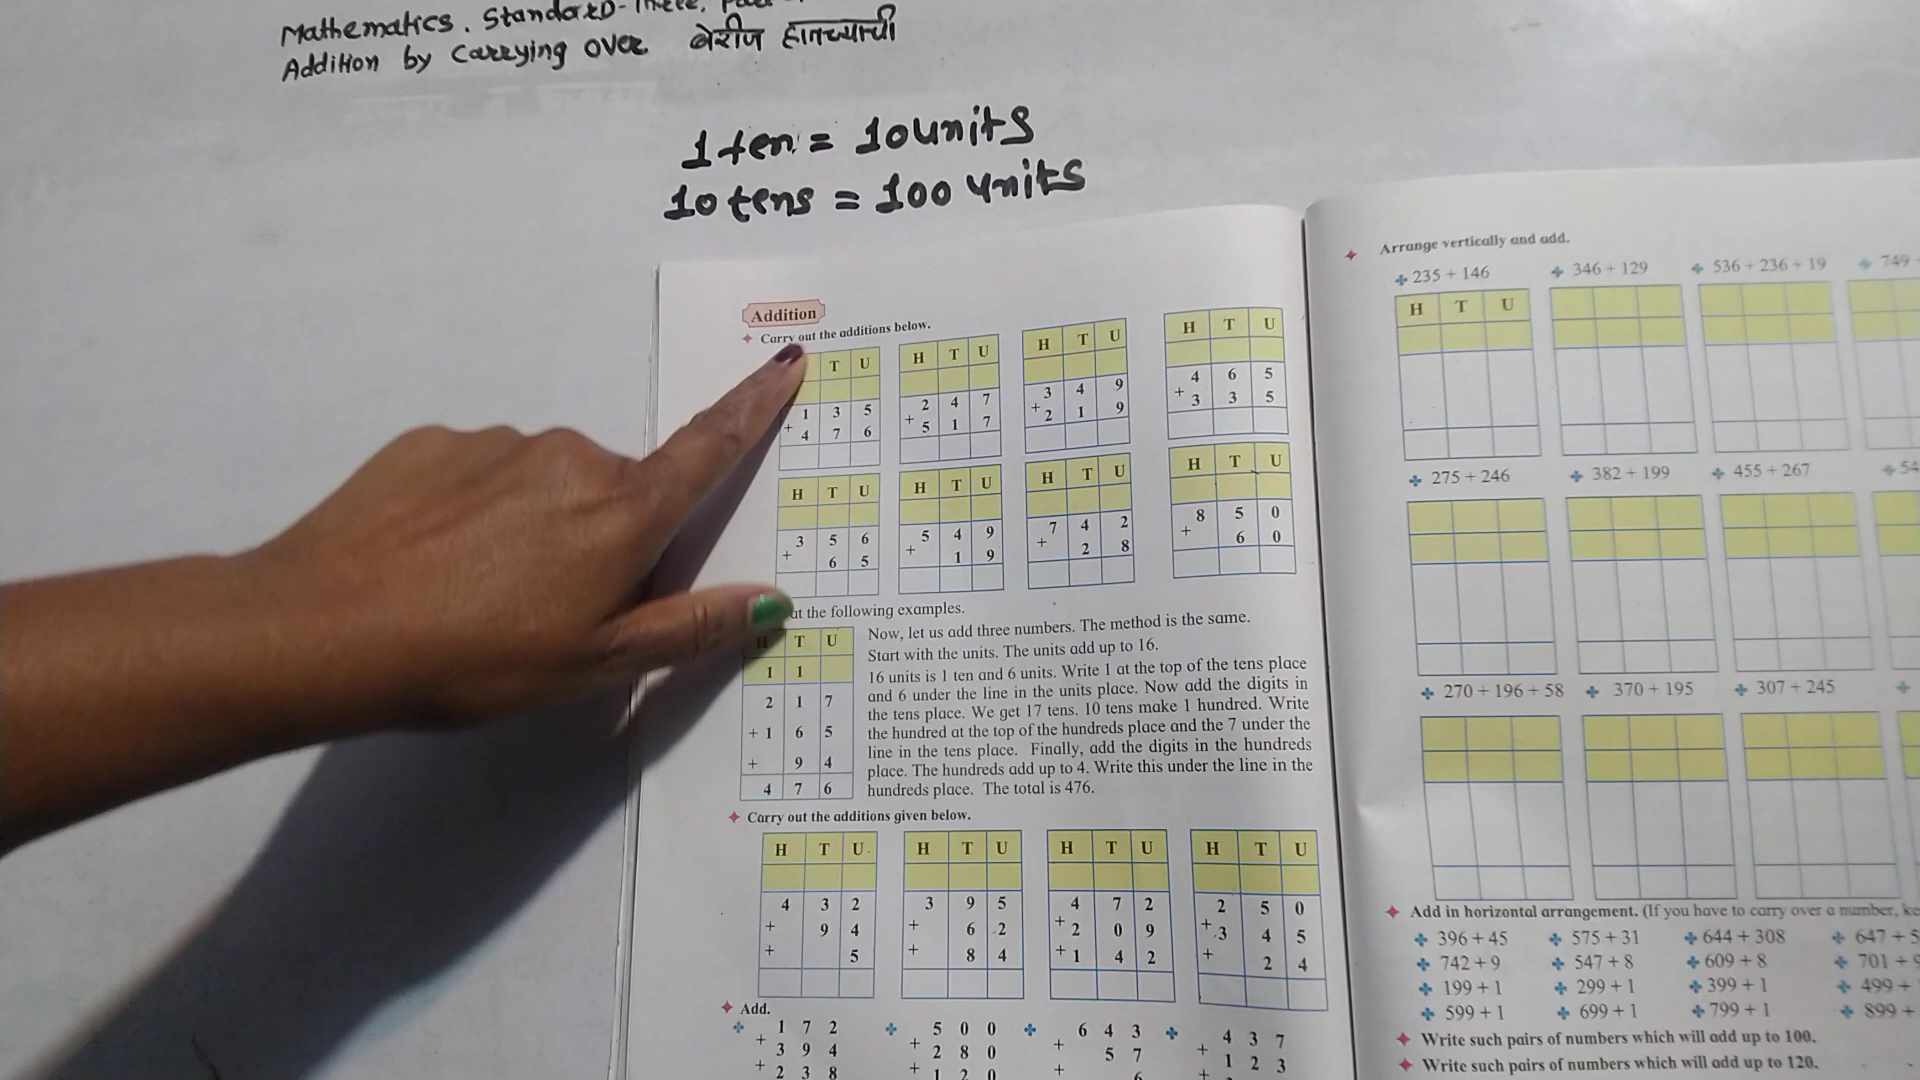 Mathematics. Standard-Three,
Addition by Carrying over बेरीज हातच्याची
1 ten = 10 units
10 tens = 100 units
Addition
Carry out the additions below.
T U
1 3 5
+ 4 7 6
H T U
2 4 7
+ 5 1 7
H T U
3 4 9
+ 2 1 9
H T U
4 6 5
+ 3 3 5
H T U
3 5 6
+ 6 5
H T U
5 4 9
+ 1 9
H T U
7 4 2
+ 2 8
H T U
8 5 0
+ 6 0
at the following examples.
H T U
1 1
2 1 7
+ 1 6 5
+ 9 4
4 7 6
Now, let us add three numbers. The method is the same.
Start with the units. The units add up to 16.
16 units is 1 ten and 6 units. Write 1 at the top of the tens place
and 6 under the line in the units place. Now add the digits in
the tens place. We get 17 tens. 10 tens make 1 hundred. Write
the hundred at the top of the hundreds place and the 7 under the
line in the tens place. Finally, add the digits in the hundreds
place. The hundreds add up to 4. Write this under the line in the
hundreds place. The total is 476.
Carry out the additions given below.
H T U
4 3 2
+ 9 4
+ 5
H T U
3 9 5
+ 6 2
+ 8 4
H T U
4 7 2
+ 2 0 9
+ 1 4 2
H T U
2 5 0
+ 3 4 5
+ 2 4
Add.
1 7 2
+ 3 9 4
+ 2 3 8
5 0 0
+ 2 8 0
+ 1 2 0
6 4 3
+ 5 7
+ 6
4 3 7
+ 1 2 3
+
Arrange vertically and add.
235 + 146 346 + 129 536 + 236 + 19 749
H T U
275 + 246 382 + 199 455 + 267 54
270 + 196 + 58 370 + 195 307 + 245
Add in horizontal arrangement. (If you have to carry over a number,
396 + 45 575 + 31 644 + 308 647 + 5
742 + 9 547 + 8 609 + 8 701 + 9
199 + 1 299 + 1 399 + 1 499 +
599 + 1 699 + 1 799 + 1 899 +
Write such pairs of numbers which will add up to 100.
Write such pairs of numbers which will add up to 120.